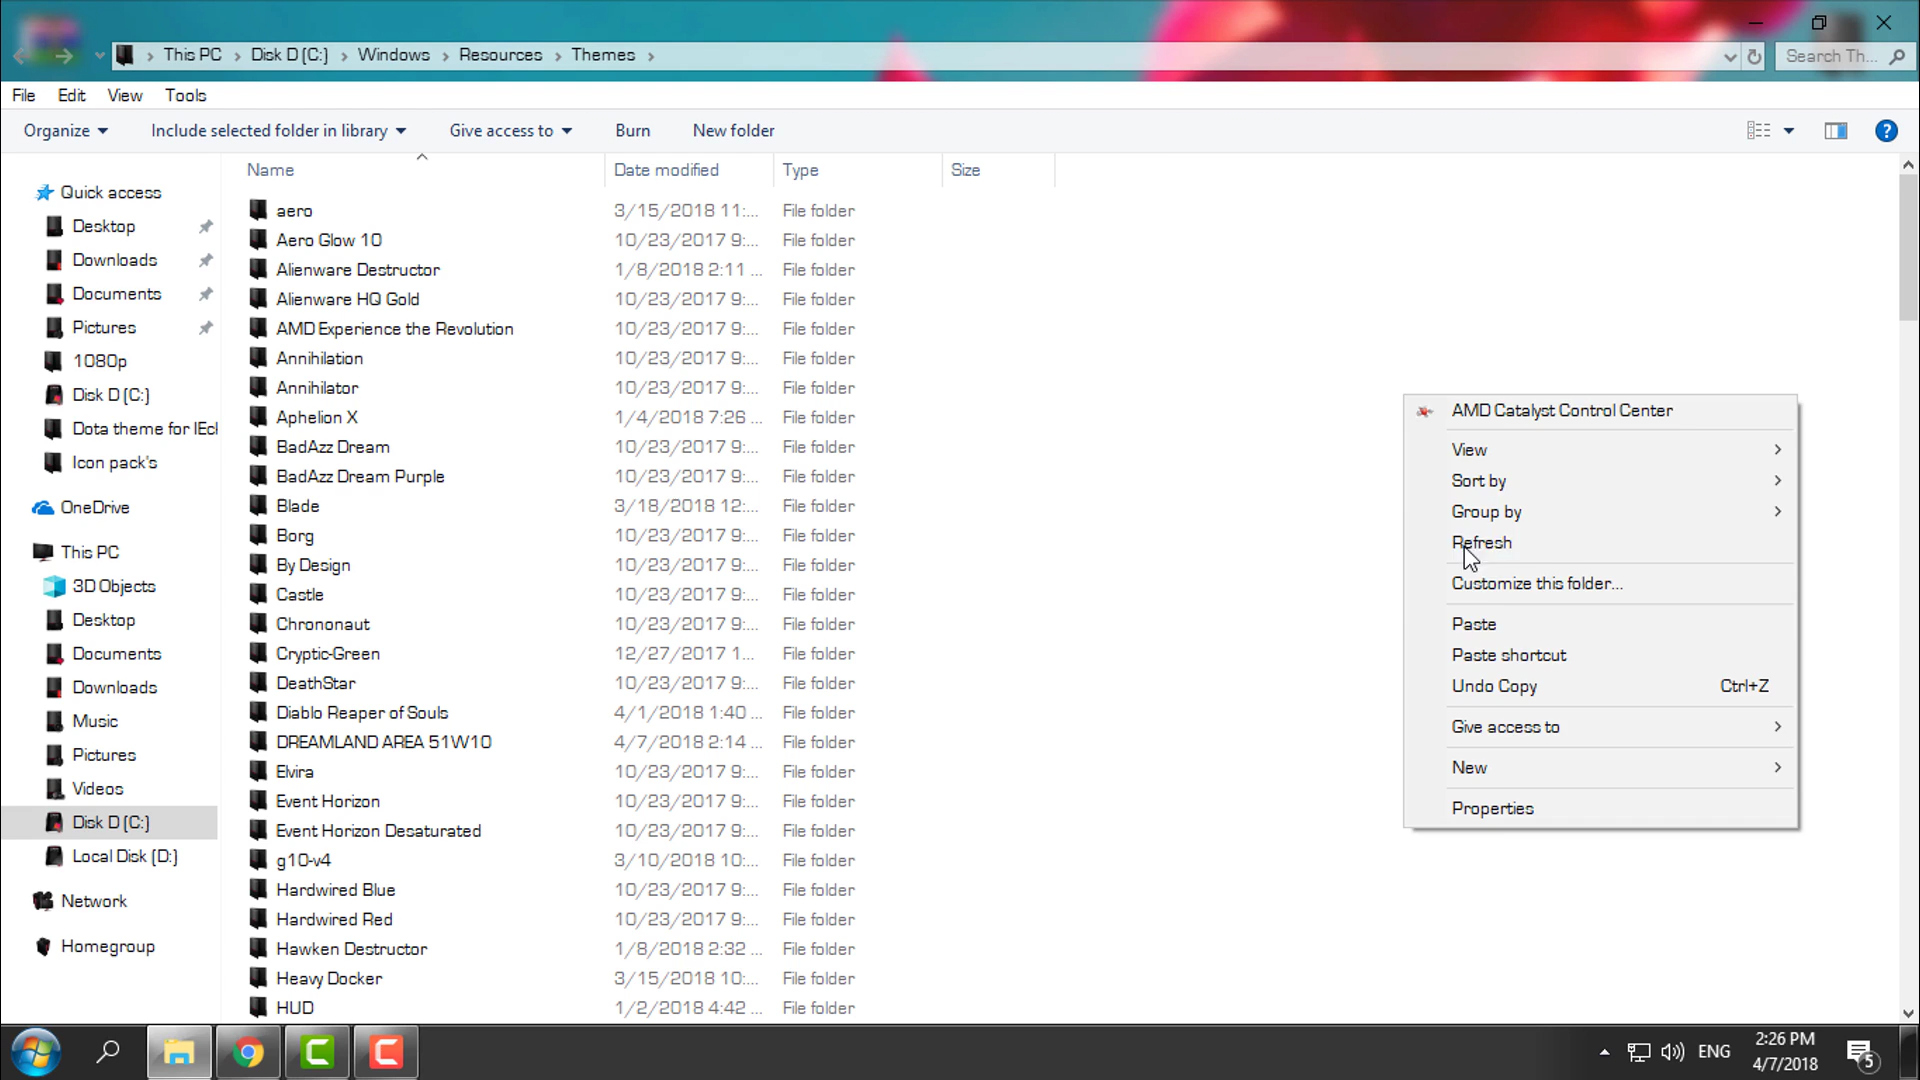 This PC > Disk D (C:) > Windows > Resources > Themes >
Search Th...
File Edit View Tools
Organize Include selected folder in library Give access to Burn New folder
Name Date modified Type Size
Quick access
Desktop
Downloads
Documents
Pictures
1080p
Disk D (C:)
Dota theme for IEcl
Icon pack's
OneDrive
This PC
3D Objects
Desktop
Documents
Downloads
Music
Pictures
Videos
Disk D (C:)
Local Disk (D:)
Network
Homegroup
aero 3/15/2018 11:... File folder
Aero Glow 10 10/23/2017 9:... File folder
Alienware Destructor 1/8/2018 2:11 ... File folder
Alienware HQ Gold 10/23/2017 9:... File folder
AMD Experience the Revolution 10/23/2017 9:... File folder
Annihilation 10/23/2017 9:... File folder
Annihilator 10/23/2017 9:... File folder
Aphelion X 1/4/2018 7:26 ... File folder
BadAzz Dream 10/23/2017 9:... File folder
BadAzz Dream Purple 10/23/2017 9:... File folder
Blade 3/18/2018 12:... File folder
Borg 10/23/2017 9:... File folder
By Design 10/23/2017 9:... File folder
Castle 10/23/2017 9:... File folder
Chrononaut 10/23/2017 9:... File folder
Cryptic-Green 12/27/2017 1... File folder
DeathStar 10/23/2017 9:... File folder
Diablo Reaper of Souls 4/1/2018 1:40 ... File folder
DREAMLAND AREA 51W10 4/7/2018 2:14 ... File folder
Elvira 10/23/2017 9:... File folder
Event Horizon 10/23/2017 9:... File folder
Event Horizon Desaturated 10/23/2017 9:... File folder
g10-v4 3/10/2018 10:... File folder
Hardwired Blue 10/23/2017 9:... File folder
Hardwired Red 10/23/2017 9:... File folder
Hawken Destructor 1/8/2018 2:32 ... File folder
Heavy Docker 3/15/2018 10:... File folder
HUD 1/2/2018 4:42 ... File folder
AMD Catalyst Control Center
View
Sort by
Group by
Refresh
Customize this folder...
Paste
Paste shortcut
Undo Copy Ctrl+Z
Give access to
New
Properties
ENG
2:26 PM
4/7/2018
5